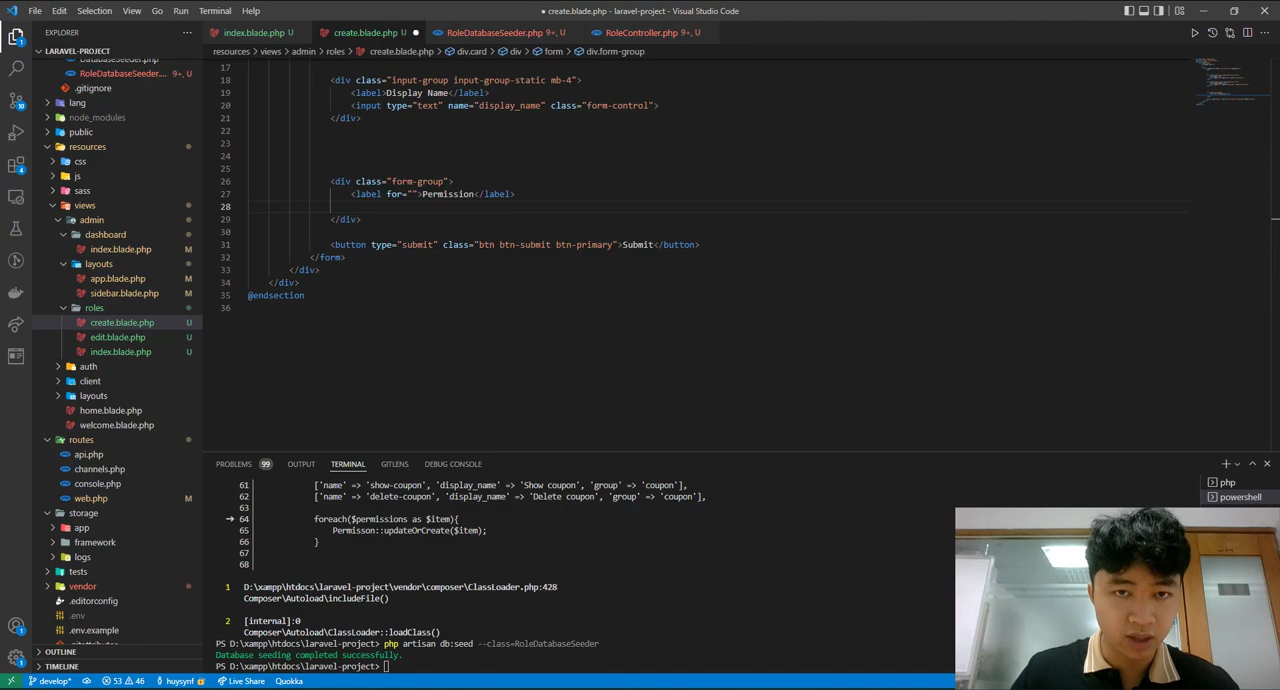 File Edit Selection View Go Run Terminal Help
● create.blade.php - laravel-project - Visual Studio Code
EXPLORER
LARAVEL-PROJECT
DatabaseSeeder.php
RoleDatabaseSeeder.... 9+, U
.gitignore
lang
node_modules
public
resources
css
js
sass
views
admin
dashboard
index.blade.php M
layouts
app.blade.php M
sidebar.blade.php M
roles
create.blade.php U
edit.blade.php U
index.blade.php U
auth
client
layouts
home.blade.php
welcome.blade.php
routes
api.php
channels.php
console.php
web.php M
storage
app
framework
logs
tests
vendor
.editorconfig
.env
.env.example
OUTLINE
TIMELINE
index.blade.php U create.blade.php U ● RoleDatabaseSeeder.php 9+, U RoleController.php 9+, U
resources > views > admin > roles > create.blade.php > div.card > div > form > div.form-group
17
18 <div class="input-group input-group-static mb-4">
19 <label>Display Name</label>
20 <input type="text" name="display_name" class="form-control">
21 </div>
22
23
24
25
26 <div class="form-group">
27 <label for="">Permission</label>
28
29 </div>
30
31 <button type="submit" class="btn btn-submit btn-primary">Submit</button>
32 </form>
33 </div>
34 </div>
35 @endsection
36
PROBLEMS 99 OUTPUT TERMINAL GITLENS DEBUG CONSOLE
61 ['name' => 'show-coupon', 'display_name' => 'Show coupon', 'group' => 'coupon'],
62 ['name' => 'delete-coupon', 'display_name' => 'Delete coupon', 'group' => 'coupon'],
63
➜ 64 foreach($permissions as $item){
65 Permisson::updateOrCreate($item);
66 }
67
68
1 D:\xampp\htdocs\laravel-project\vendor\composer\ClassLoader.php:428
Composer\Autoload\includeFile()
2 [internal]:0
Composer\Autoload\ClassLoader::loadClass()
PS D:\xampp\htdocs\laravel-project> php artisan db:seed --class=RoleDatabaseSeeder
Database seeding completed successfully.
PS D:\xampp\htdocs\laravel-project>
php
powershell
develop* 53 46 huysynf Live Share Quokka